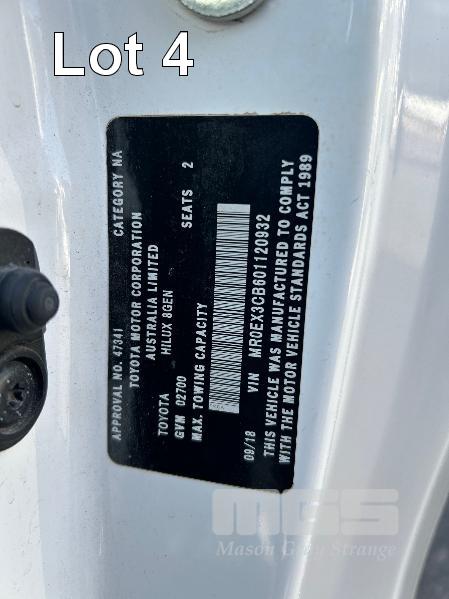 Lot 4
APPROVAL NO. 47341 CATEGORY NA
TOYOTA MOTOR CORPORATION
AUSTRALIA LIMITED
TOYOTA HILUX 8GEN
GVM 02700 SEATS 2
MAX. TOWING CAPACITY
09/18 VIN MR0EX3CB601120932
THIS VEHICLE WAS MANUFACTURED TO COMPLY
WITH THE MOTOR VEHICLE STANDARDS ACT 1989
MGS
Mason Gray Strange